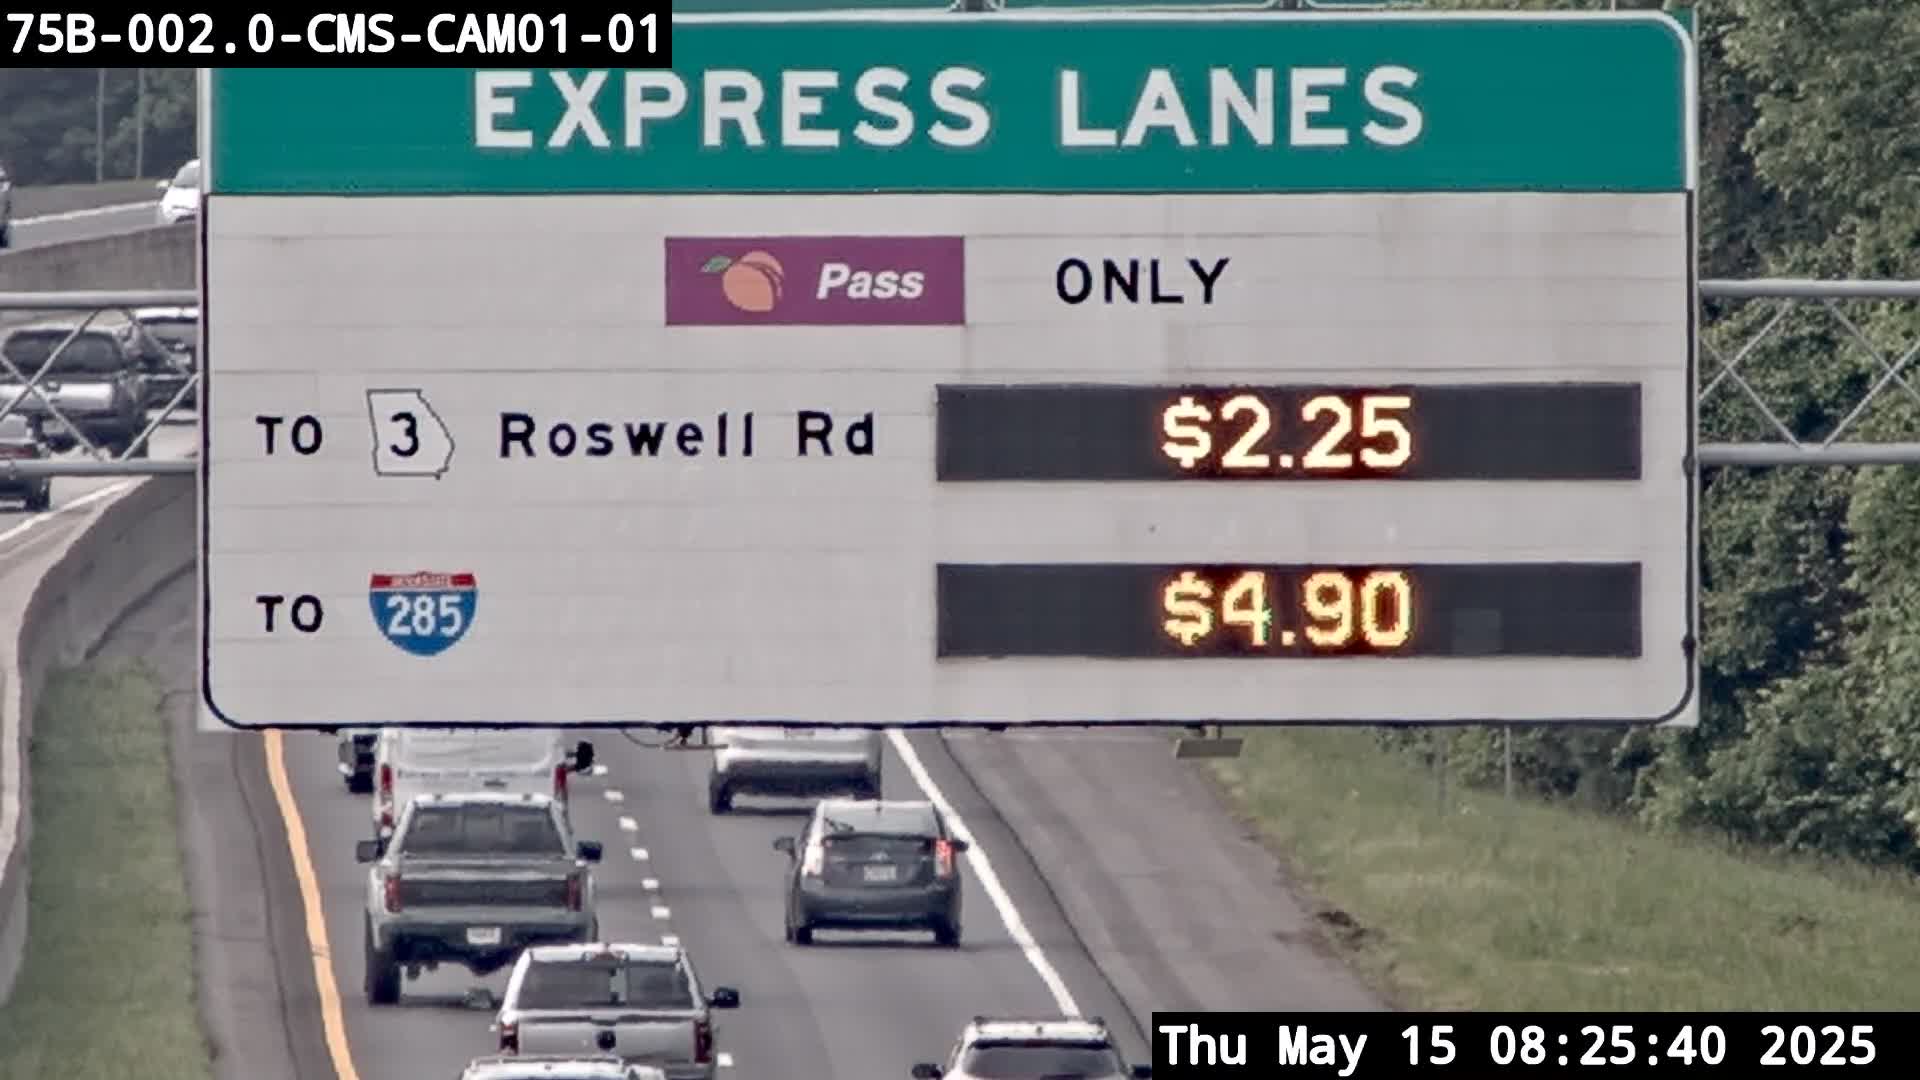 75B-002.0-CMS-CAM01-01
EXPRESS LANES
Pass ONLY
TO 3 Roswell Rd $2.25
TO INTERSTATE 285 $4.90
Thu May 15 08:25:40 2025